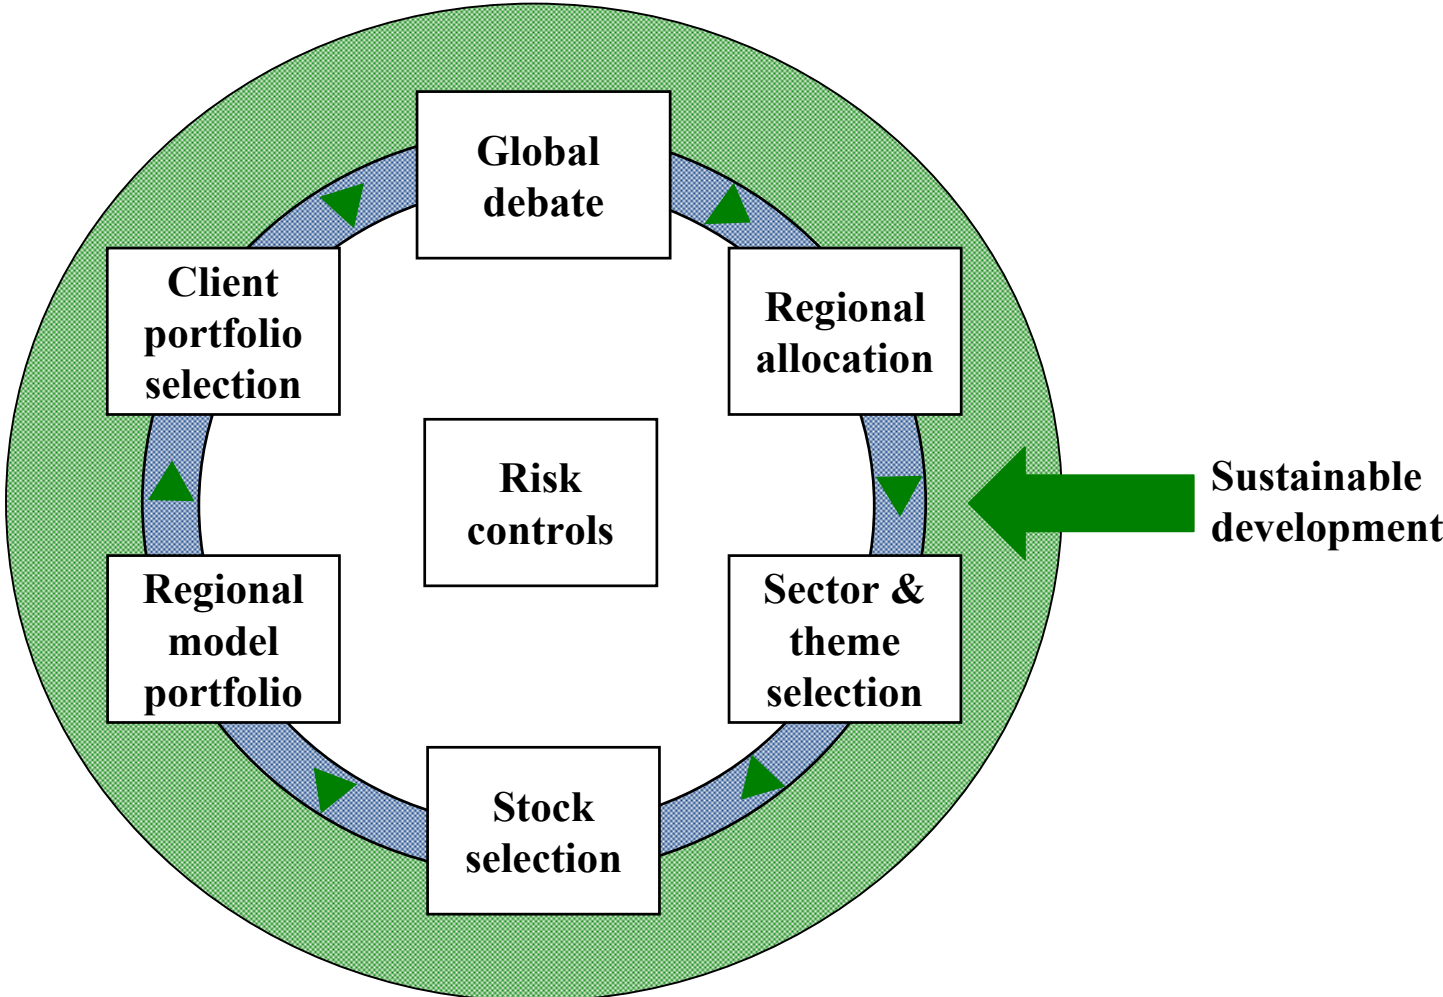 Global
debate
Regional
allocation
Sector &
theme
selection
Stock
selection
Regional
model
portfolio
Client
portfolio
selection
Risk
controls
Sustainable
development